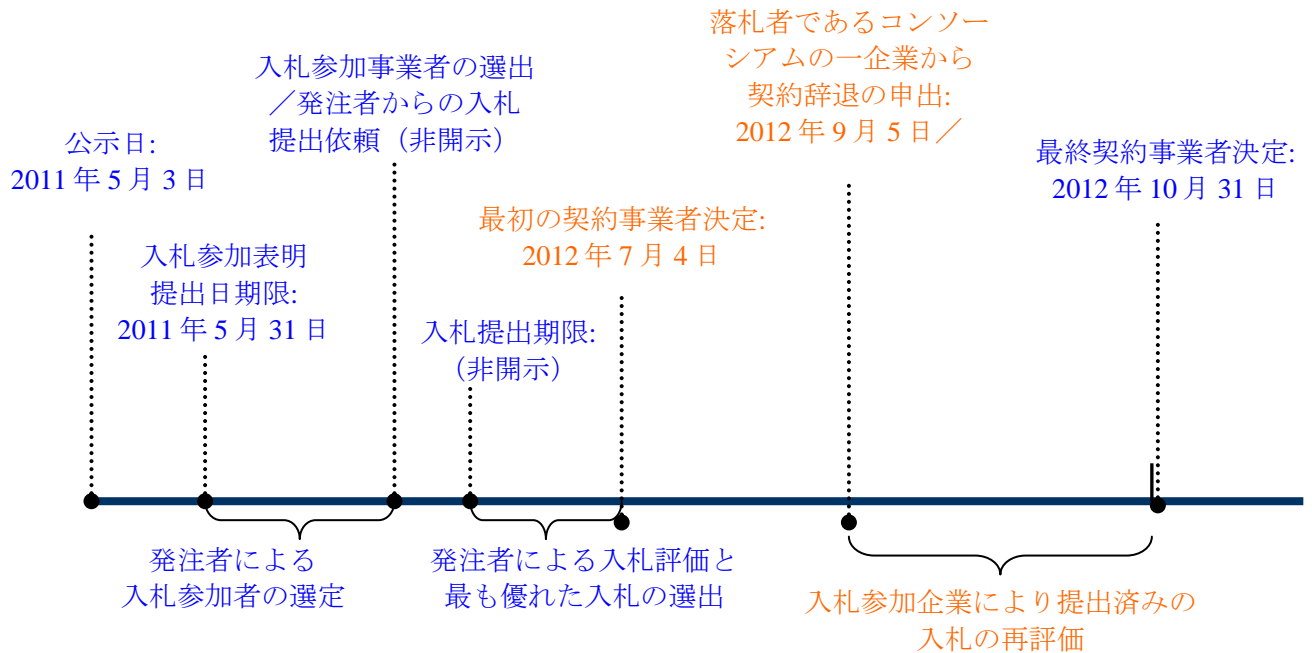 公示日:
2011 年 5 月 3 日
入札参加表明
提出日期限:
2011 年 5 月 31 日
入札参加事業者の選出
／発注者からの入札
提出依頼（非開示）
入札提出期限:
（非開示）
最初の契約事業者決定:
2012 年 7 月 4 日
落札者であるコンソー
シアムの一企業から
契約辞退の申出:
2012 年 9 月 5 日／
最終契約事業者決定:
2012 年 10 月 31 日
発注者による
入札参加者の選定
発注者による入札評価と
最も優れた入札の選出
入札参加企業により提出済みの
入札の再評価